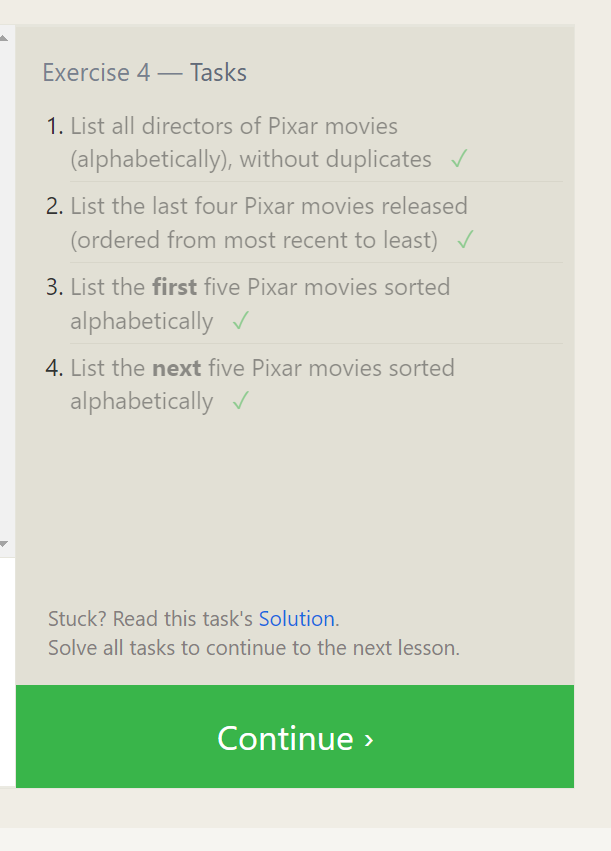 Exercise 4 — Tasks
1. List all directors of Pixar movies
(alphabetically), without duplicates ✓
2. List the last four Pixar movies released
(ordered from most recent to least) ✓
3. List the first five Pixar movies sorted
alphabetically ✓
4. List the next five Pixar movies sorted
alphabetically ✓
Stuck? Read this task's Solution.
Solve all tasks to continue to the next lesson.
Continue ›